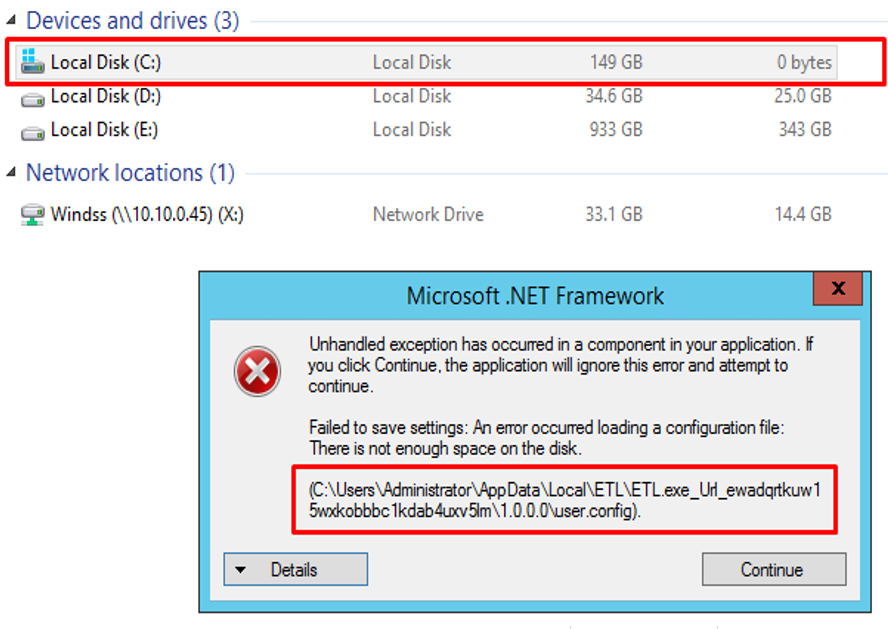 Devices and drives (3)
Local Disk (C:) Local Disk 149 GB 0 bytes
Local Disk (D:) Local Disk 34.6 GB 25.0 GB
Local Disk (E:) Local Disk 933 GB 343 GB
Network locations (1)
Windss (\\10.10.0.45) (X:) Network Drive 33.1 GB 14.4 GB
Microsoft .NET Framework
x
Unhandled exception has occurred in a component in your application. If
you click Continue, the application will ignore this error and attempt to
continue.
Failed to save settings: An error occurred loading a configuration file:
There is not enough space on the disk.
(C:\Users\Administrator\AppData\Local\ETL\ETL.exe_Url_ewadqrtkuw1
5wxkobbbc1kdab4uxv5lm\1.0.0.0\user.config).
Details
Continue